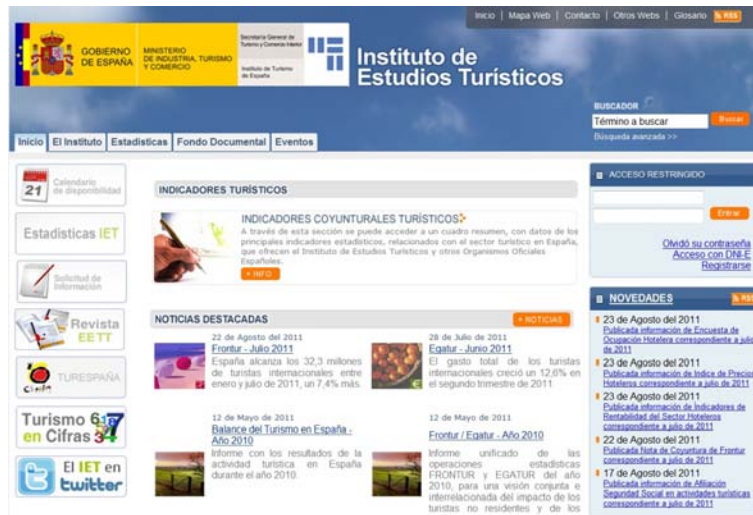 Inicio | Mapa Web | Contacto | Otros Webs | Glosario RSS
GOBIERNO
DE ESPAÑA
MINISTERIO
DE INDUSTRIA, TURISMO
Y COMERCIO
Secretaría General de
Turismo y Comercio Interior
Instituto de Turismo
de España
Instituto de
Estudios Turísticos
BUSCADOR
Término a buscar
Buscar
Búsqueda avanzada >>
Inicio
El Instituto
Estadísticas
Fondo Documental
Eventos
21
Calendario
de disponibilidad
Estadísticas IET
Solicitud de
Información
Revista
EETT
TURESPAÑA
Turismo
en Cifras
El IET en
twitter
INDICADORES TURÍSTICOS
INDICADORES COYUNTURALES TURÍSTICOS
A través de esta sección se puede acceder a un cuadro resumen, con datos de los
principales indicadores estadísticos, relacionados con el sector turístico en España,
que ofrecen el Instituto de Estudios Turísticos y otros Organismos Oficiales
Españoles.
+ INFO
NOTICIAS DESTACADAS
+ NOTICIAS
22 de Agosto del 2011
Frontur - Julio 2011
España alcanza los 32,3 millones
de turistas internacionales entre
enero y julio de 2011, un 7,4% más.
28 de Julio de 2011
Egatur - Junio 2011
El gasto total de los turistas
internacionales creció un 12,6% en
el segundo trimestre de 2011
12 de Mayo de 2011
Balance del Turismo en España -
Año 2010
Informe con los resultados de la
actividad turística en España
durante el año 2010.
12 de Mayo de 2011
Frontur / Egatur - Año 2010
Informe unificado de las
operaciones estadísticas
FRONTUR y EGATUR del año
2010, para una visión conjunta e
interrelacionada del impacto de los
turistas no residentes y de los
ACCESO RESTRINGIDO
Entrar
Olvidó su contraseña
Acceso con DNI-E
Registrarse
NOVEDADES
RSS
23 de Agosto del 2011
Publicada información de Encuesta de
Ocupación Hotelera correspondiente a julio
de 2011
23 de Agosto del 2011
Publicada información de Indice de Precios
Hoteleros correspondiente a julio de 2011
23 de Agosto del 2011
Publicada información de Indicadores de
Rentabilidad del Sector Hoteleros
correspondiente a julio de 2011
22 de Agosto del 2011
Publicada Nota de Coyuntura de Frontur
correspondiente a julio de 2011
17 de Agosto del 2011
Publicada información de Afiliación
Seguridad Social en actividades turísticas
correspondiente a julio de 2011